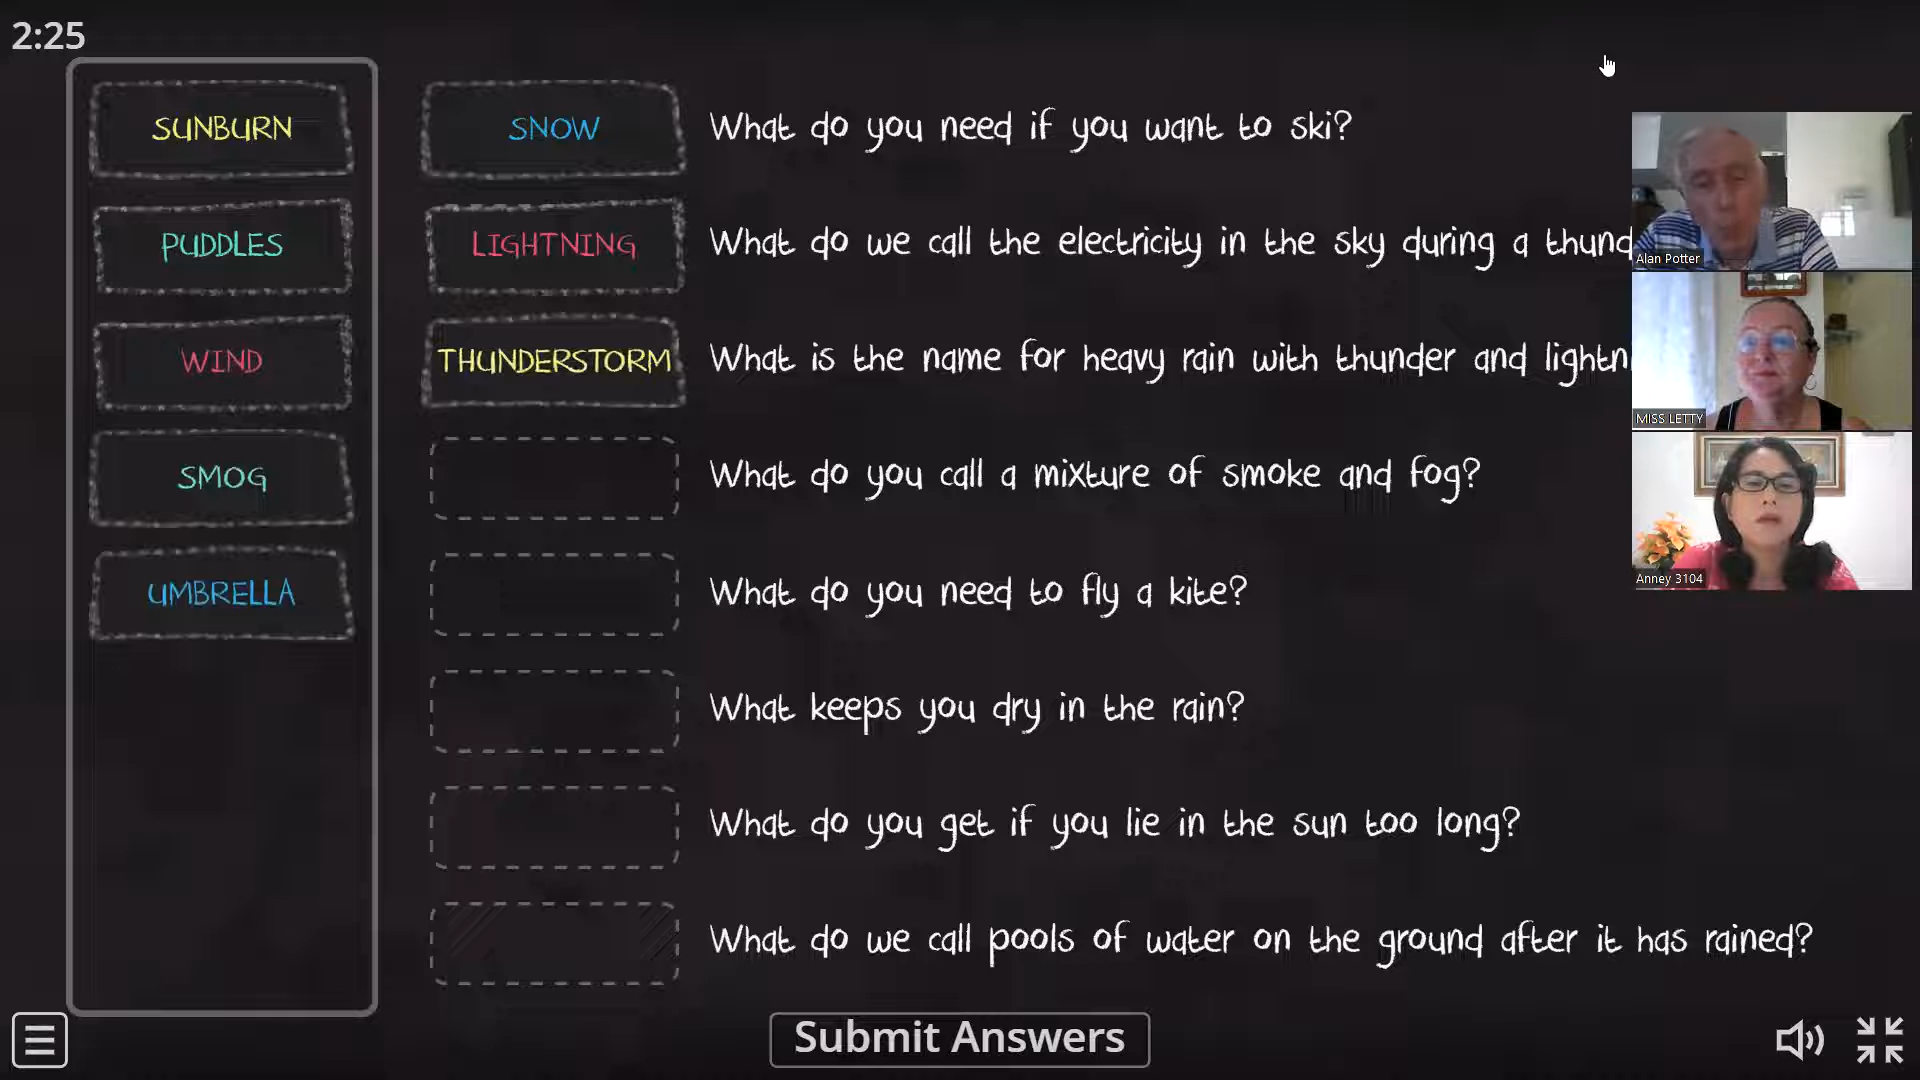 2:25
SUNBURN
PUDDLES
WIND
SMOG
UMBRELLA
SNOW What do you need if you want to ski?
LIGHTNING What do we call the electricity in the sky during a
THUNDERSTORM What is the name for heavy rain with thunder and
What do you call a mixture of smoke and fog?
What do you need to fly a kite?
What keeps you dry in the rain?
What do you get if you lie in the sun too long?
What do we call pools of water on the ground after it has rained?
Submit Answers
Alan Potter
MISS LETTY
Anney 3104